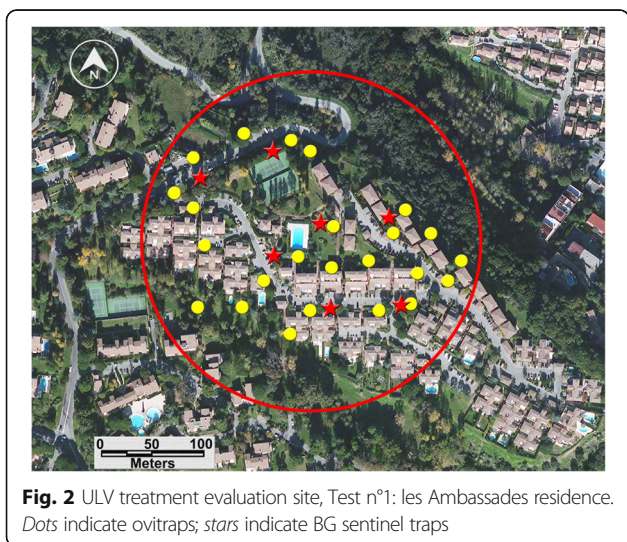 N
0 50 100
Meters
Fig. 2 ULV treatment evaluation site, Test n°1: les Ambassades residence.
Dots indicate ovitraps; stars indicate BG sentinel traps